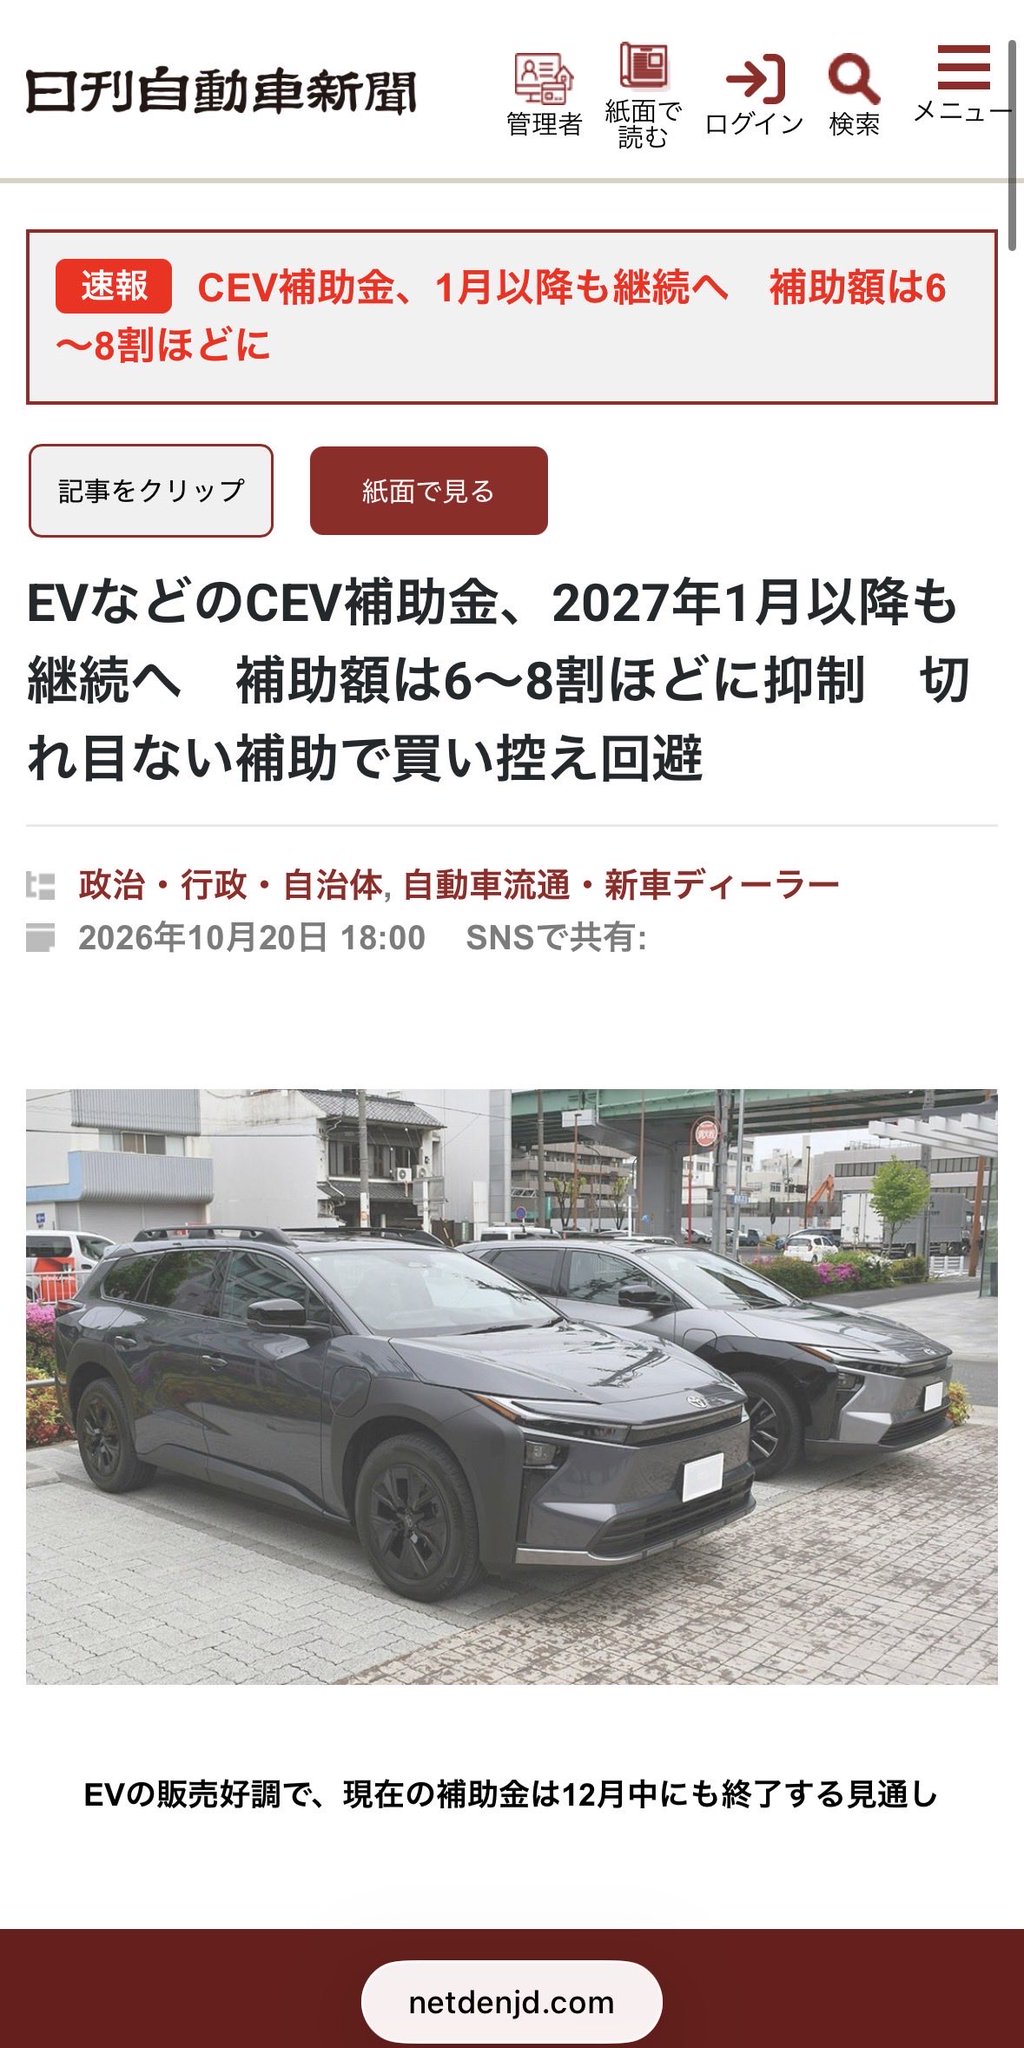 日刊自動車新聞
管理者
紙面で
読む
ログイン
検索
メニュー
速報 CEV補助金、1月以降も継続へ　補助額は6
～8割ほどに
記事をクリップ
紙面で見る
EVなどのCEV補助金、2027年1月以降も
継続へ　補助額は6～8割ほどに抑制　切
れ目ない補助で買い控え回避
政治・行政・自治体, 自動車流通・新車ディーラー
2026年10月20日 18:00　SNSで共有:
EVの販売好調で、現在の補助金は12月中にも終了する見通し
netdenjd.com